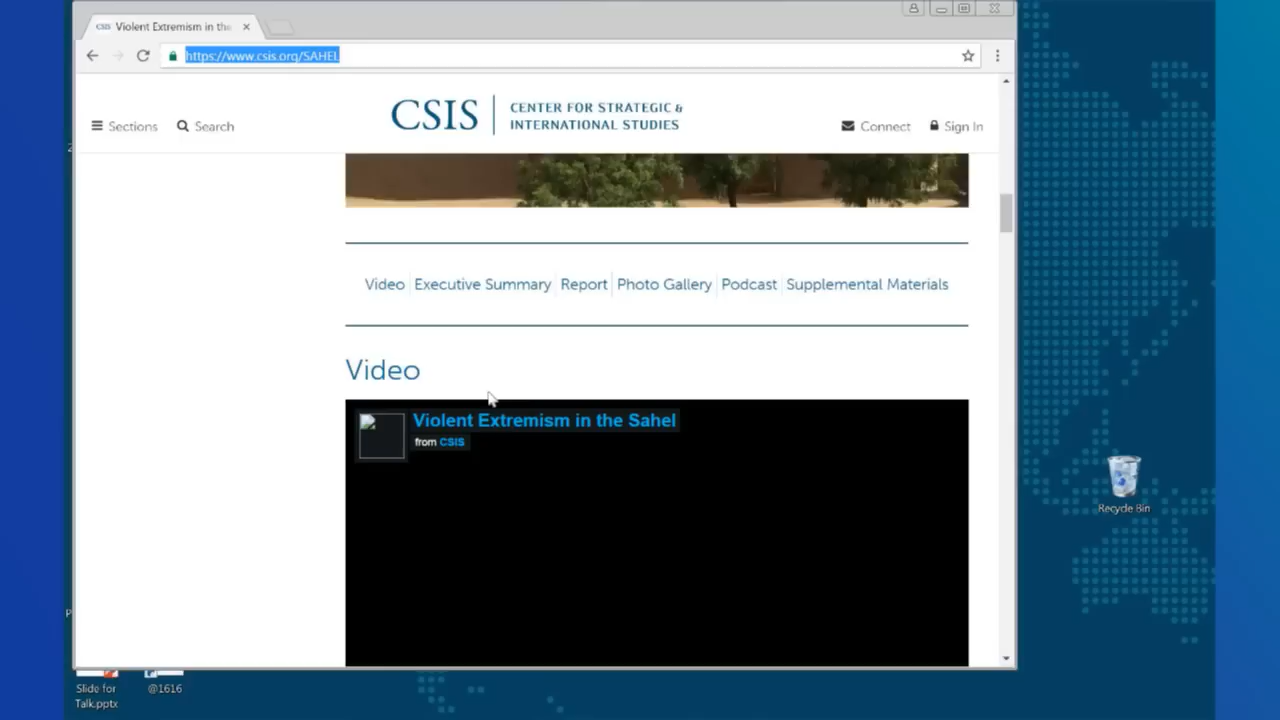 CSIS Violent Extremism in the
https://www.csis.org/SAHEL
Sections
Search
CSIS
CENTER FOR STRATEGIC &
INTERNATIONAL STUDIES
Connect
Sign In
Video
Executive Summary
Report
Photo Gallery
Podcast
Supplemental Materials
Video
Violent Extremism in the Sahel
from CSIS
Recycle Bin
Slide for
Talk.pptx
@1616